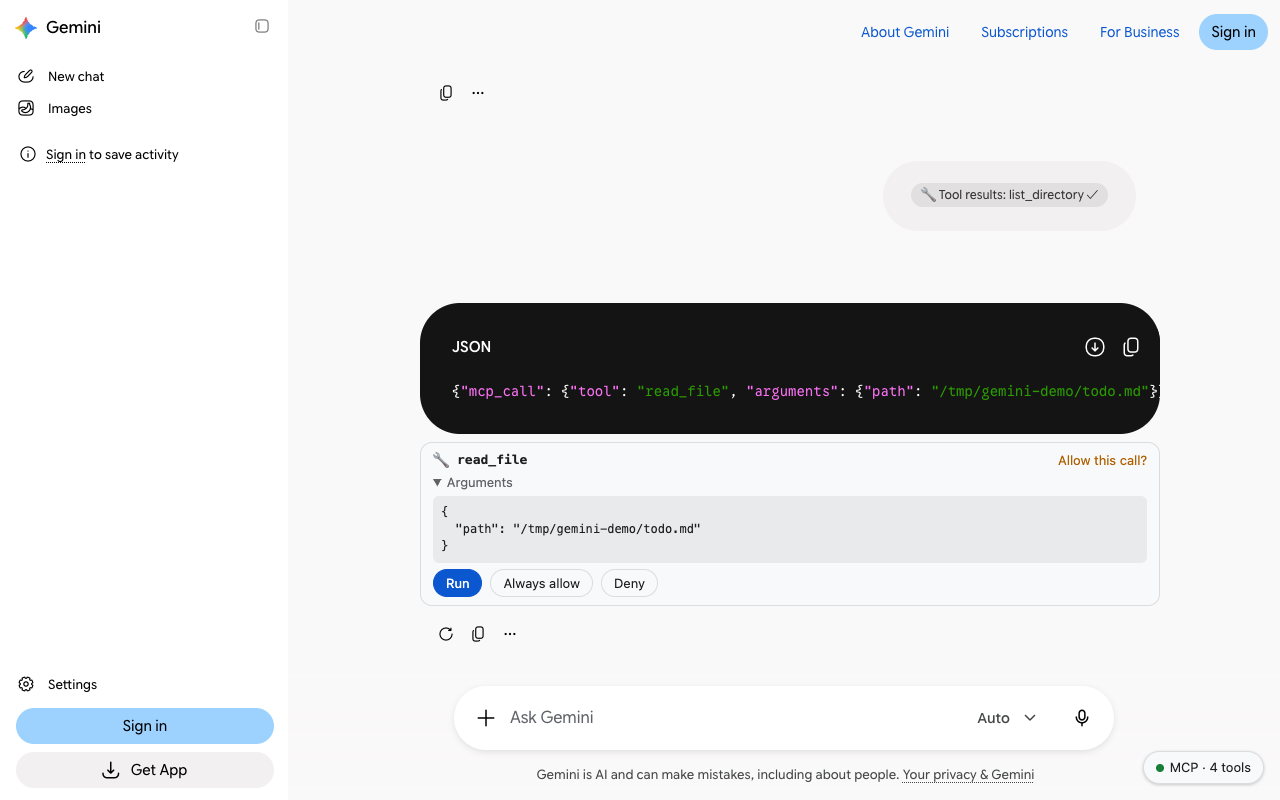 Gemini
New chat
Images
Sign in to save activity
Settings
Sign in
Get App
About Gemini
Subscriptions
For Business
Sign in
Tool results: list_directory
JSON
{"mcp_call": {"tool": "read_file", "arguments": {"path": "/tmp/gemini-demo/todo.md"}
read_file
Allow this call?
Arguments
{
"path": "/tmp/gemini-demo/todo.md"
}
Run
Always allow
Deny
Ask Gemini
Auto
Gemini is AI and can make mistakes, including about people. Your privacy & Gemini
MCP · 4 tools